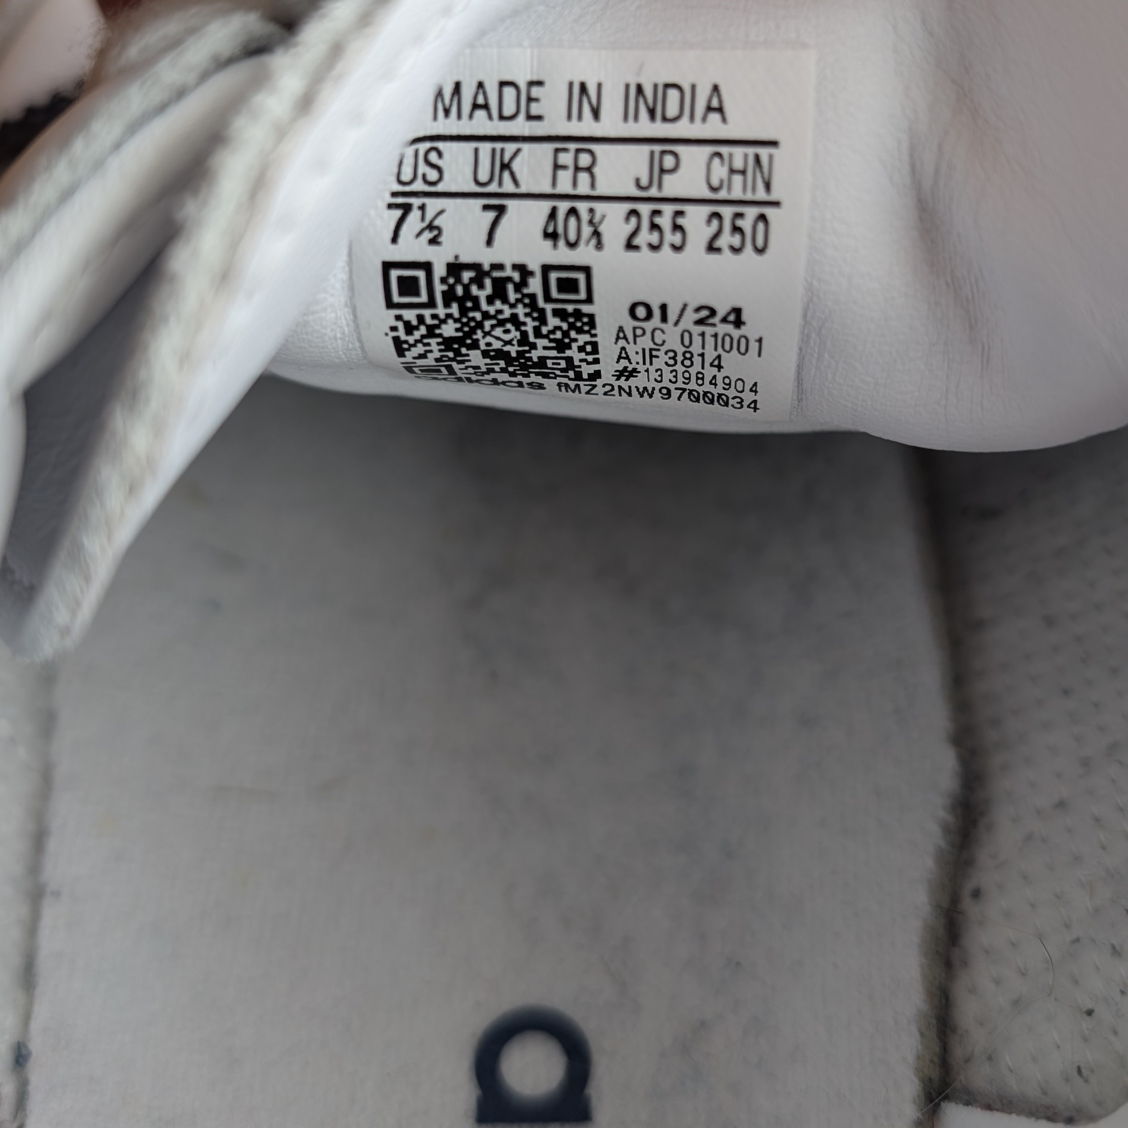 MADE IN INDIA
US UK FR JP CHN
7½ 7 40⅔ 255 250
01/24
APC 011001
A:IF3814
#133984904
adidas fMZ2NW9700034